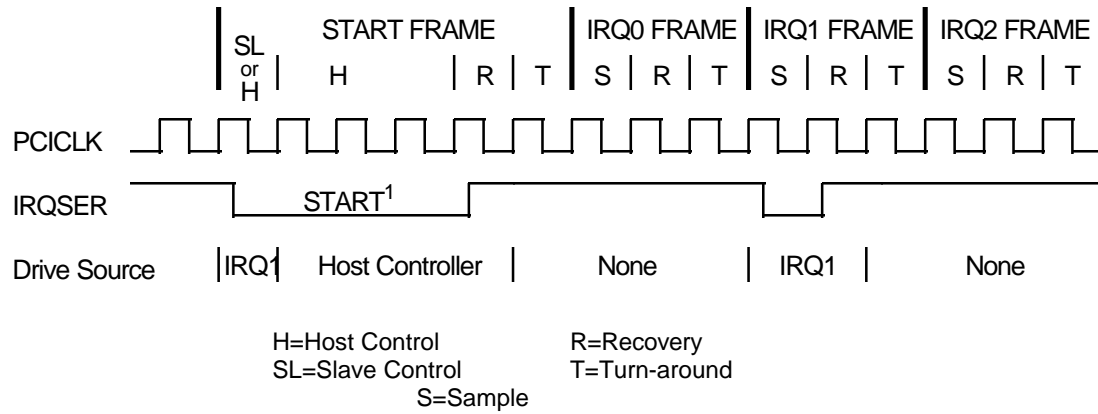 START FRAME IRQ0 FRAME IRQ1 FRAME IRQ2 FRAME
SL
or
H
H R T S R T S R T S R T
PCICLK
IRQSER START1
Drive Source IRQ1 Host Controller None IRQ1 None
H=Host Control R=Recovery
SL=Slave Control T=Turn-around
S=Sample